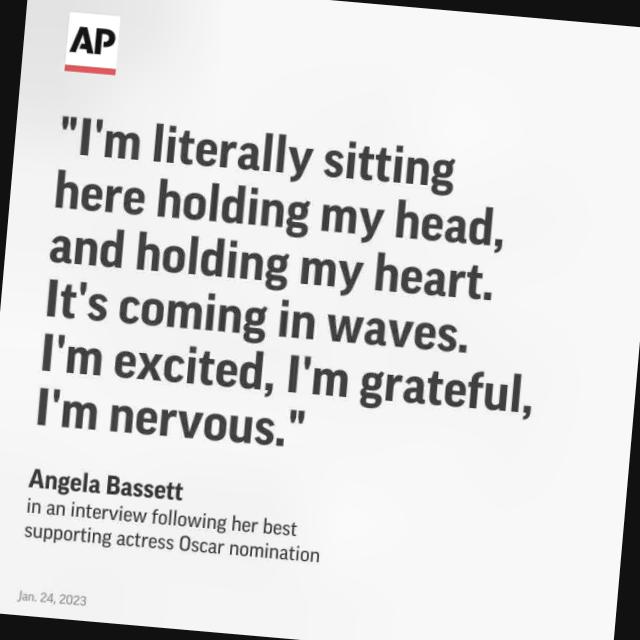 AP
"I'm literally sitting
here holding my head,
and holding my heart.
It's coming in waves.
I'm excited, I'm grateful,
I'm nervous."
Angela Bassett
in an interview following her best
supporting actress Oscar nomination
Jan. 24, 2023